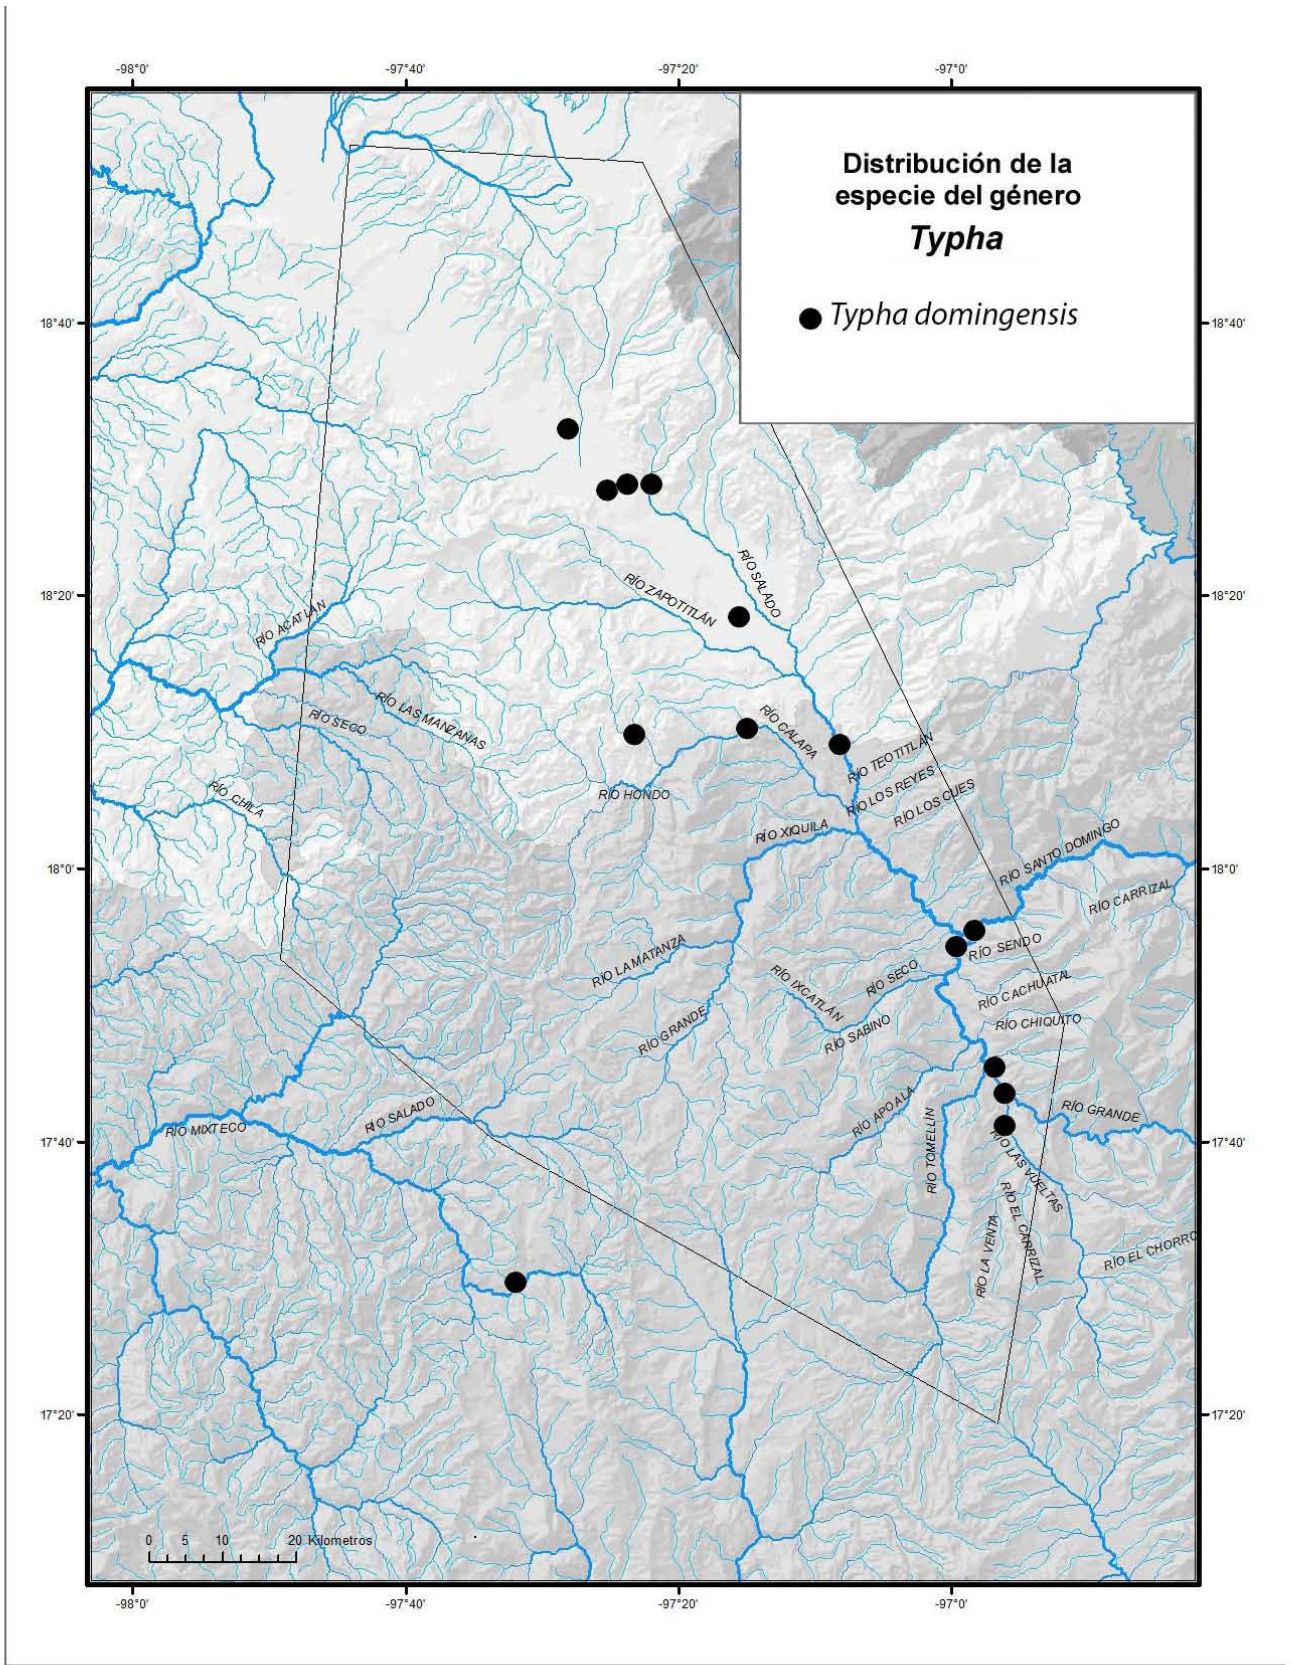 -98°0'
-97°40'
-97°20'
-97°0'
Distribución de la
especie del género
Typha
Typha domingensis
18°40'
18°40'
RÍO SALADO
RÍO ZAPOTITLÁN
18°20'
18°20'
RÍO ACATLÁN
RÍO LAS MANZANAS
RÍO SECO
RÍO CALAPA
RÍO TEOTITLÁN
RÍO LOS REYES
RÍO LOS CUES
RÍO HONDO
RÍO CHILA
RÍO XIQUILA
RÍO SANTO DOMINGO
18°0'
18°0'
RÍO CARRIZAL
RÍO SENDO
RÍO LA MATANZA
RÍO IXCATLÁN
RÍO SECO
RÍO CACHUATAL
RÍO CHIQUITO
RÍO GRANDE
RÍO SABINO
RÍO APOALA
RÍO GRANDE
RÍO SALADO
RÍO MIXTECO
17°40'
17°40'
RÍO TOMELLÍN
RÍO LAS VUELTAS
RÍO EL CARRIZAL
RÍO LA VENTA
RÍO EL CHORRO
17°20'
17°20'
0 5 10 20 Kilometros
-98°0'
-97°40'
-97°20'
-97°0'